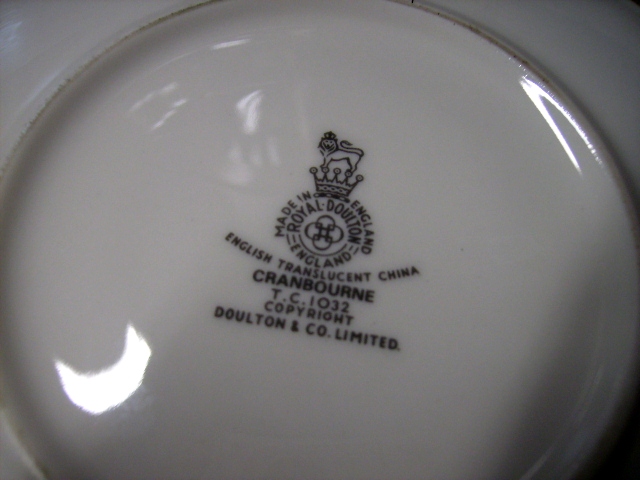 MADE IN ENGLAND
ROYAL·DOULTON
ENGLAND
ENGLISH TRANSLUCENT CHINA
CRANBOURNE
T.C.1032
COPYRIGHT
DOULTON & CO. LIMITED.